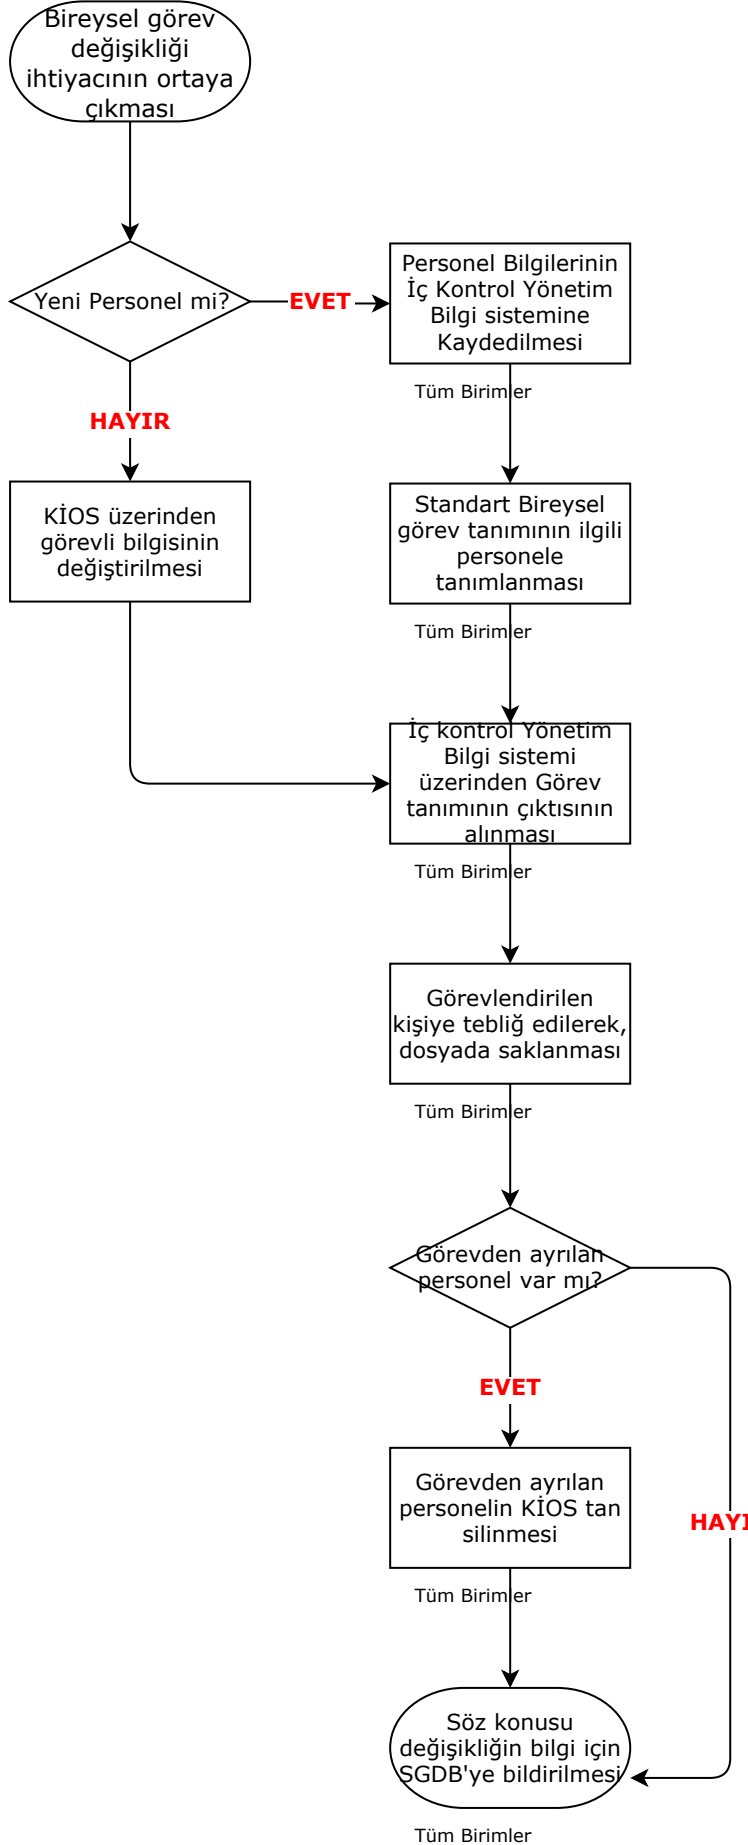 Bireysel görev
değişikliği
ihtiyacının ortaya
çıkması
Yeni Personel mi?
EVET
Personel Bilgilerinin
İç Kontrol Yönetim
Bilgi sistemine
Kaydedilmesi
Tüm Birimler
HAYIR
KİOS üzerinden
görevli bilgisinin
değiştirilmesi
Standart Bireysel
görev tanımının ilgili
personele
tanımlanması
Tüm Birimler
İç kontrol Yönetim
Bilgi sistemi
üzerinden Görev
tanımının çıktısının
alınması
Tüm Birimler
Görevlendirilen
kişiye tebliğ edilerek,
dosyada saklanması
Tüm Birimler
Görevden ayrılan
personel var mı?
EVET
Görevden ayrılan
personelin KİOS tan
silinmesi
HAYI
Tüm Birimler
Söz konusu
değişikliğin bilgi için
SGDB'ye bildirilmesi
Tüm Birimler